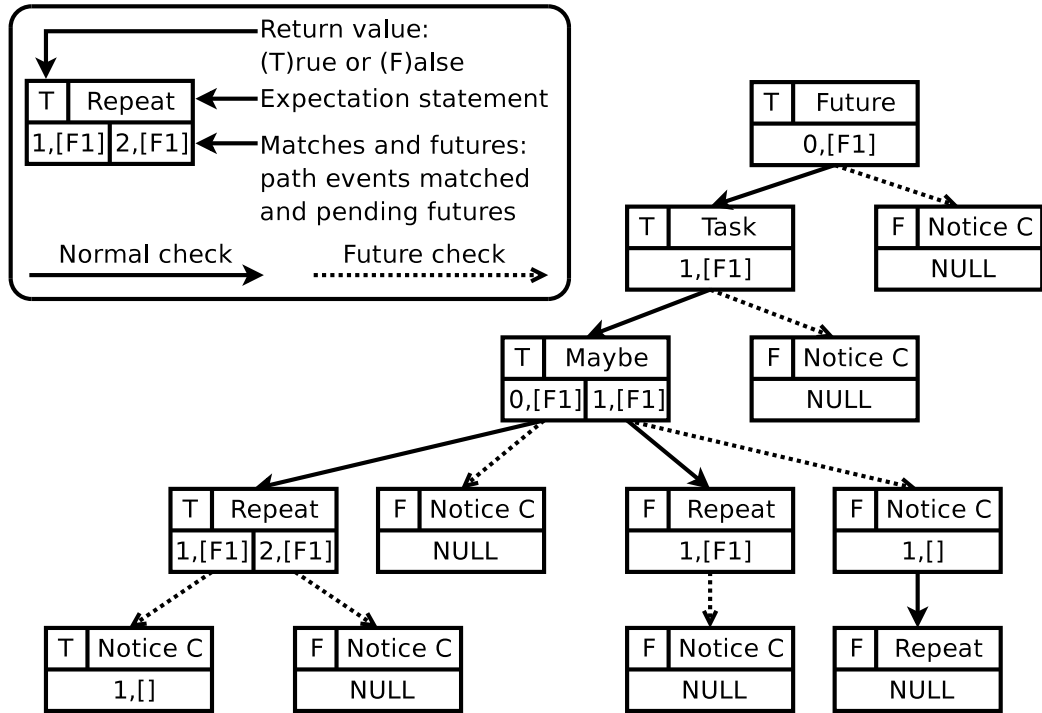 Return value:
(T)rue or (F)alse
T Repeat
Expectation statement
1,[F1] 2,[F1]
Matches and futures:
path events matched
and pending futures
Normal check
Future check
T Future
0,[F1]
T Task
1,[F1]
F Notice C
NULL
T Maybe
0,[F1] 1,[F1]
F Notice C
NULL
T Repeat
1,[F1] 2,[F1]
F Notice C
NULL
F Repeat
1,[F1]
F Notice C
1,[]
T Notice C
1,[]
F Notice C
NULL
F Notice C
NULL
F Repeat
NULL